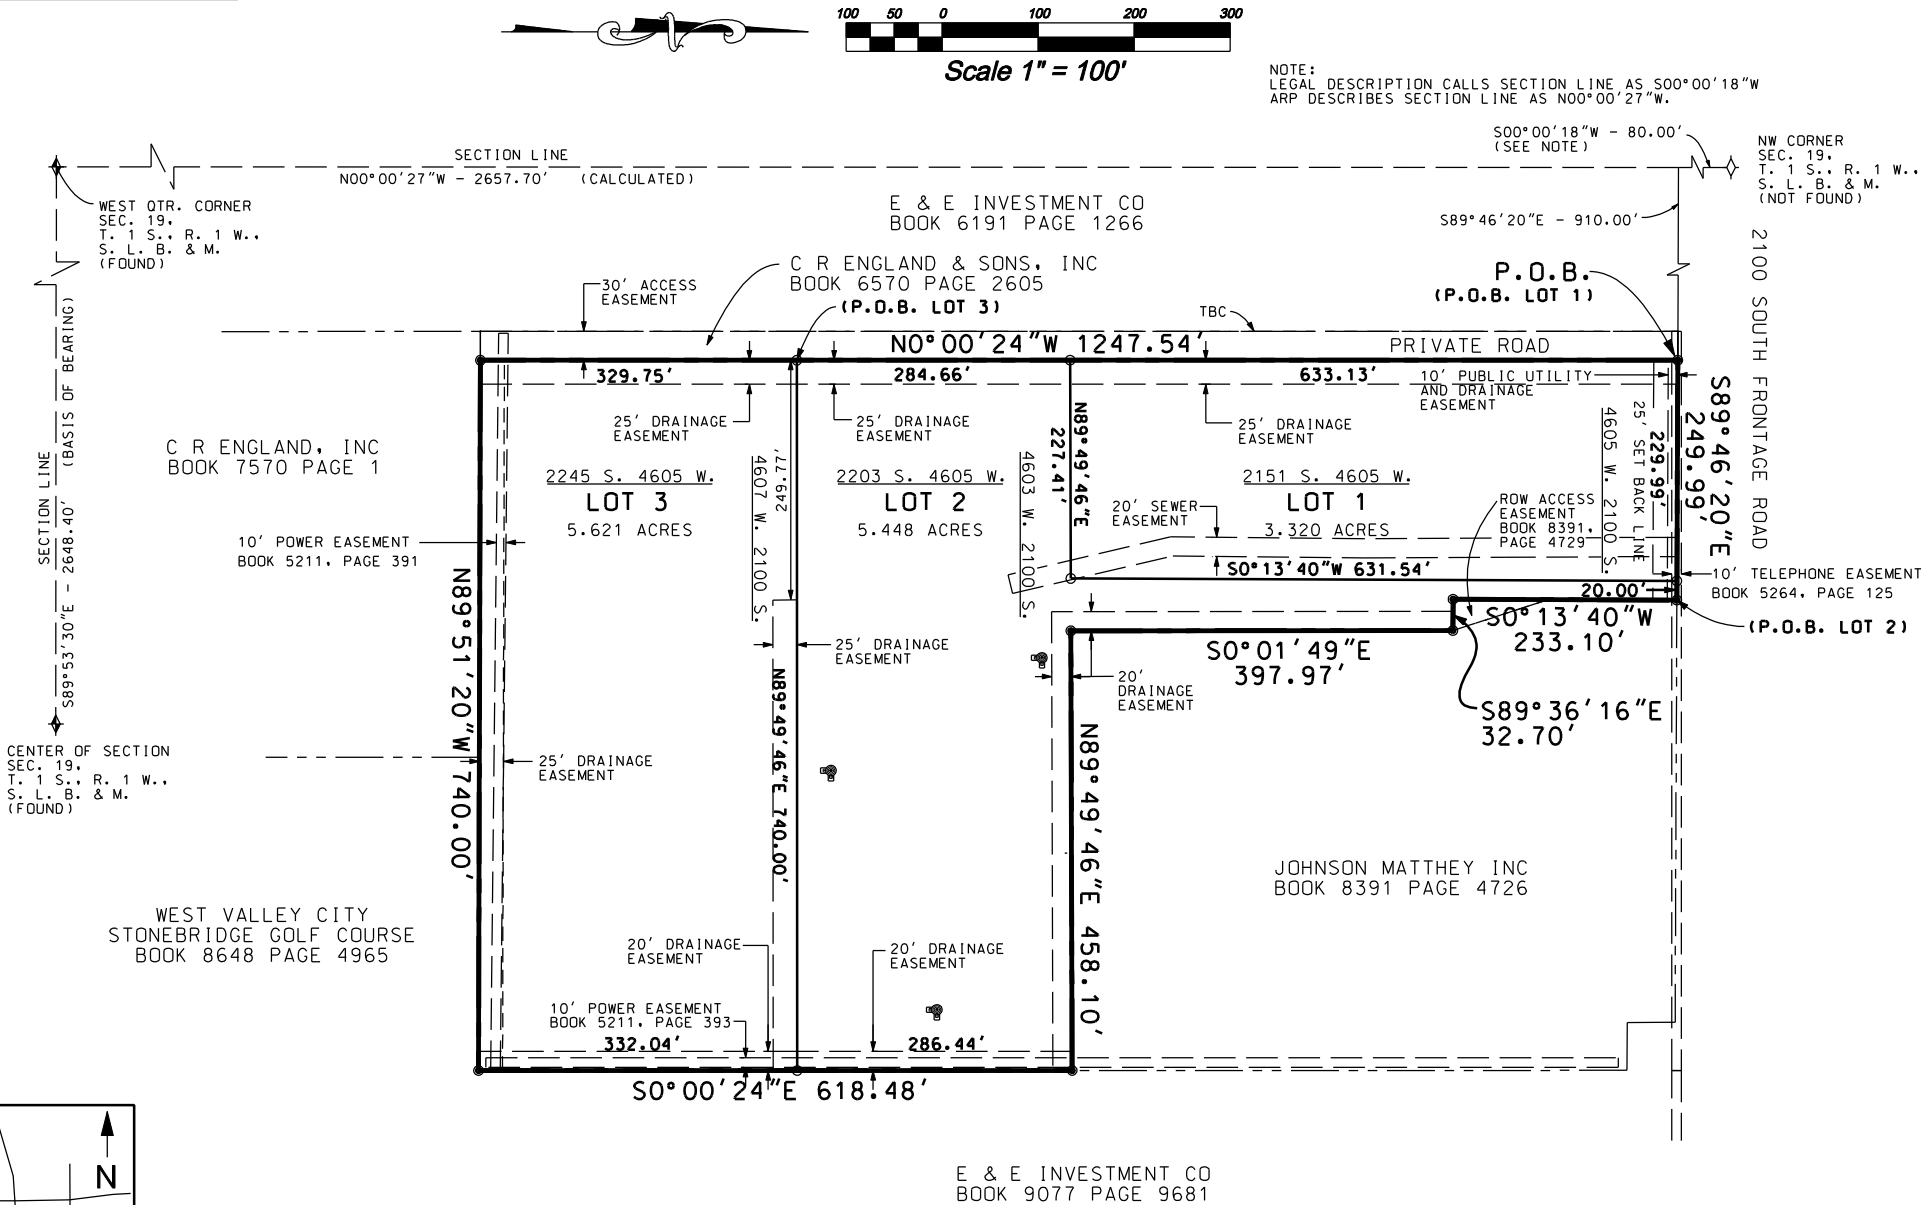 100 50 0 100 200 300
Scale 1" = 100'
NOTE:
LEGAL DESCRIPTION CALLS SECTION LINE AS S00°00'18"W
ARP DESCRIBES SECTION LINE AS N00°00'27"W.
S00°00'18"W - 80.00'
(SEE NOTE)
NW CORNER
SEC. 19,
T. 1 S., R. 1 W.,
S. L. B. & M.
(NOT FOUND)
SECTION LINE
N00°00'27"W - 2657.70' (CALCULATED)
WEST QTR. CORNER
SEC. 19,
T. 1 S., R. 1 W.,
S. L. B. & M.
(FOUND)
E & E INVESTMENT CO
BOOK 6191 PAGE 1266
S89°46'20"E - 910.00'
2100 SOUTH FRONTAGE ROAD
C R ENGLAND & SONS, INC
BOOK 6570 PAGE 2605
(P.O.B. LOT 3)
P.O.B.
(P.O.B. LOT 1)
30' ACCESS
EASEMENT
TBC
N0°00'24"W 1247.54'
PRIVATE ROAD
329.75'
284.66'
633.13'
10' PUBLIC UTILITY
AND DRAINAGE
EASEMENT
25' DRAINAGE
EASEMENT
25' DRAINAGE
EASEMENT
25' DRAINAGE
EASEMENT
S89°46'20"E
249.99'
229.99'
25' SET BACK LINE
4605 W. 2100 S.
N89°49'46"E
227.41'
C R ENGLAND, INC
BOOK 7570 PAGE 1
SECTION LINE
S89°53'30"E - 2648.40' (BASIS OF BEARING)
2245 S. 4605 W.
LOT 3
5.621 ACRES
249.77'
4607 W. 2100 S.
2203 S. 4605 W.
LOT 2
5.448 ACRES
4603 W. 2100 S.
2151 S. 4605 W.
LOT 1
3.320 ACRES
20' SEWER
EASEMENT
ROW ACCESS
EASEMENT
BOOK 8391,
PAGE 4729
10' POWER EASEMENT
BOOK 5211, PAGE 391
S0°13'40"W 631.54'
20.00'
10' TELEPHONE EASEMENT
BOOK 5264, PAGE 125
S0°13'40"W
233.10'
(P.O.B. LOT 2)
25' DRAINAGE
EASEMENT
S0°01'49"E
397.97'
20'
DRAINAGE
EASEMENT
S89°36'16"E
32.70'
N89°51'20"W 740.00'
N89°49'46"E 740.00'
N89°49'46"E 458.10'
CENTER OF SECTION
SEC. 19,
T. 1 S., R. 1 W.,
S. L. B. & M.
(FOUND)
25' DRAINAGE
EASEMENT
JOHNSON MATTHEY INC
BOOK 8391 PAGE 4726
WEST VALLEY CITY
STONEBRIDGE GOLF COURSE
BOOK 8648 PAGE 4965
20' DRAINAGE
EASEMENT
20' DRAINAGE
EASEMENT
10' POWER EASEMENT
BOOK 5211, PAGE 393
332.04'
286.44'
S0°00'24"E 618.48'
N
E & E INVESTMENT CO
BOOK 9077 PAGE 9681